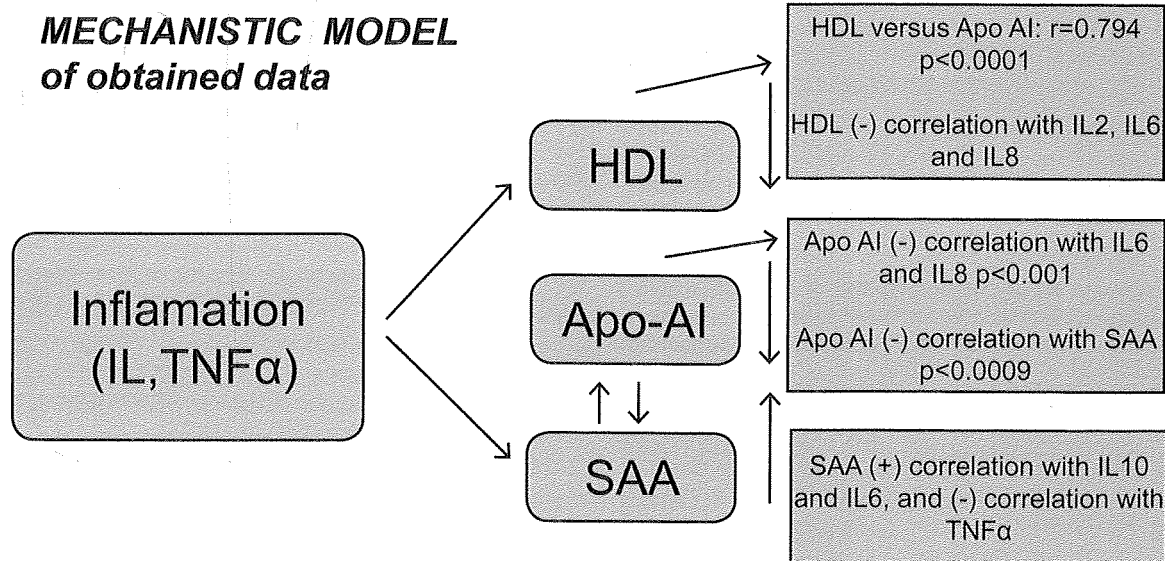 MECHANISTIC MODEL
of obtained data
Inflamation
(IL,TNFα)
HDL
Apo-AI
SAA
HDL versus Apo AI: r=0.794
p<0.0001
HDL (-) correlation with IL2, IL6
and IL8
Apo AI (-) correlation with IL6
and IL8 p<0.001
Apo AI (-) correlation with SAA
p<0.0009
SAA (+) correlation with IL10
and IL6, and (-) correlation with
TNFα